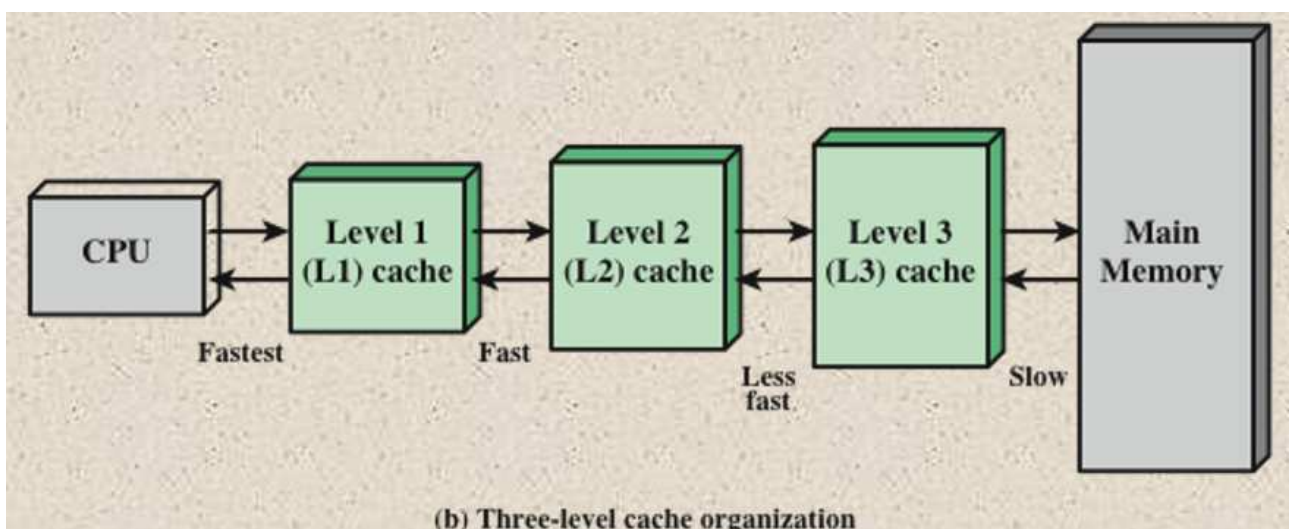 CPU
Level 1
(L1) cache
Level 2
(L2) cache
Level 3
(L3) cache
Main
Memory
Fastest
Fast
Less
fast
Slow
(b) Three-level cache organization